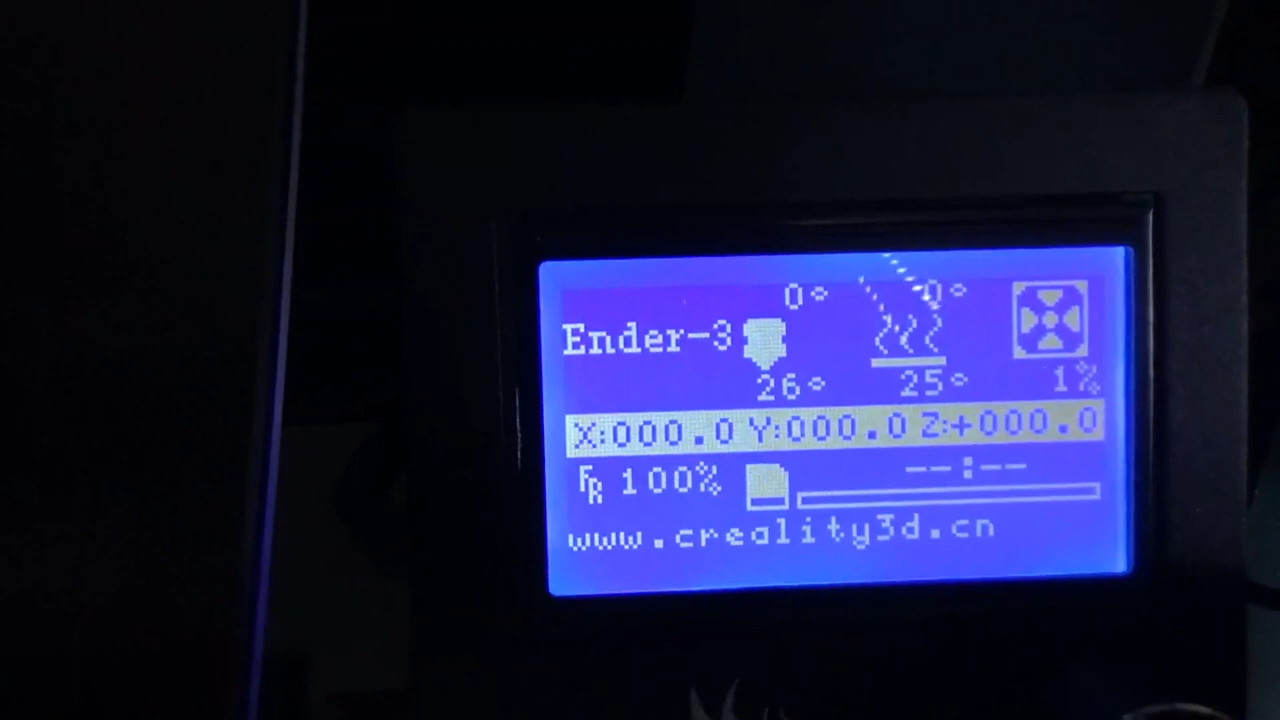 0° 0°
Ender-3
26° 25° 1%
X:000.0 Y:000.0 Z:+000.0
FR 100% --:--
www.creality3d.cn